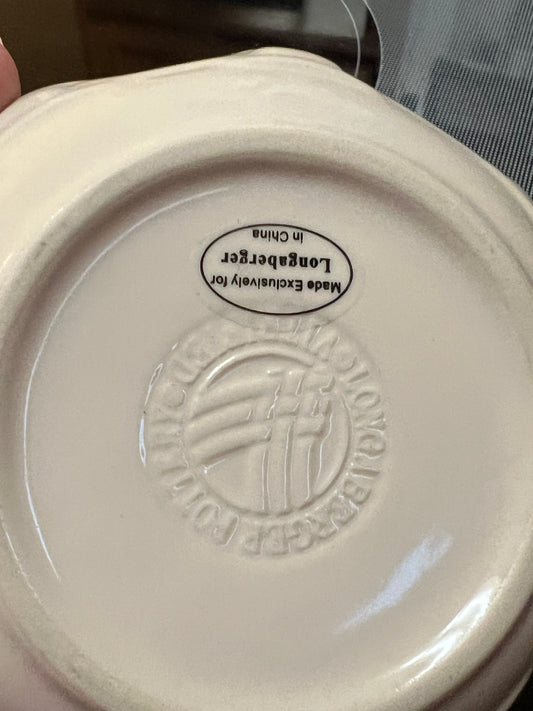 Made Exclusively for
Longaberger
in China
LONGABERGER POTTERY